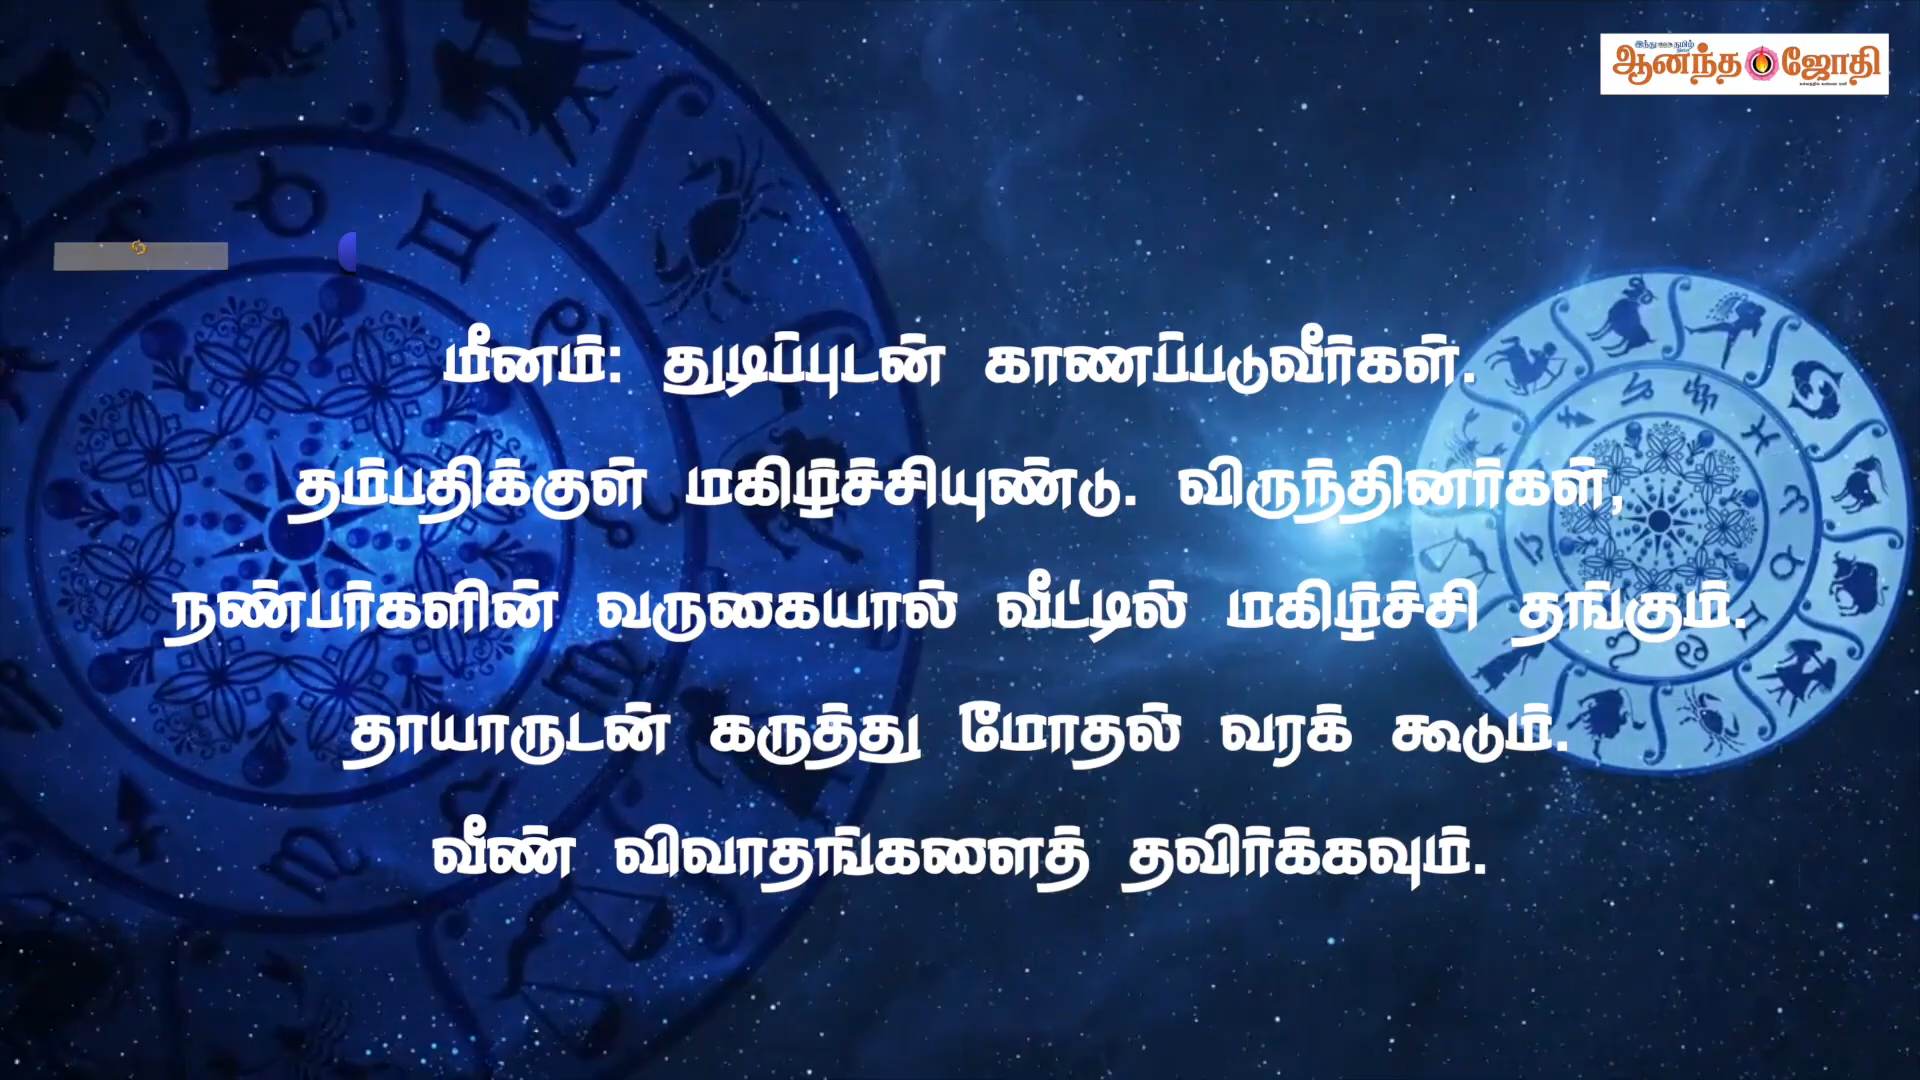 ஆனந்த ஜோதி
மீனம்: துடிப்புடன் காணப்படுவீர்கள்.
தம்பதிக்குள் மகிழ்ச்சியுண்டு. விருந்தினர்கள்,
நண்பர்களின் வருகையால் வீட்டில் மகிழ்ச்சி தங்கும்.
தாயாருடன் கருத்து மோதல் வரக் கூடும்.
வீண் விவாதங்களைத் தவிர்க்கவும்.